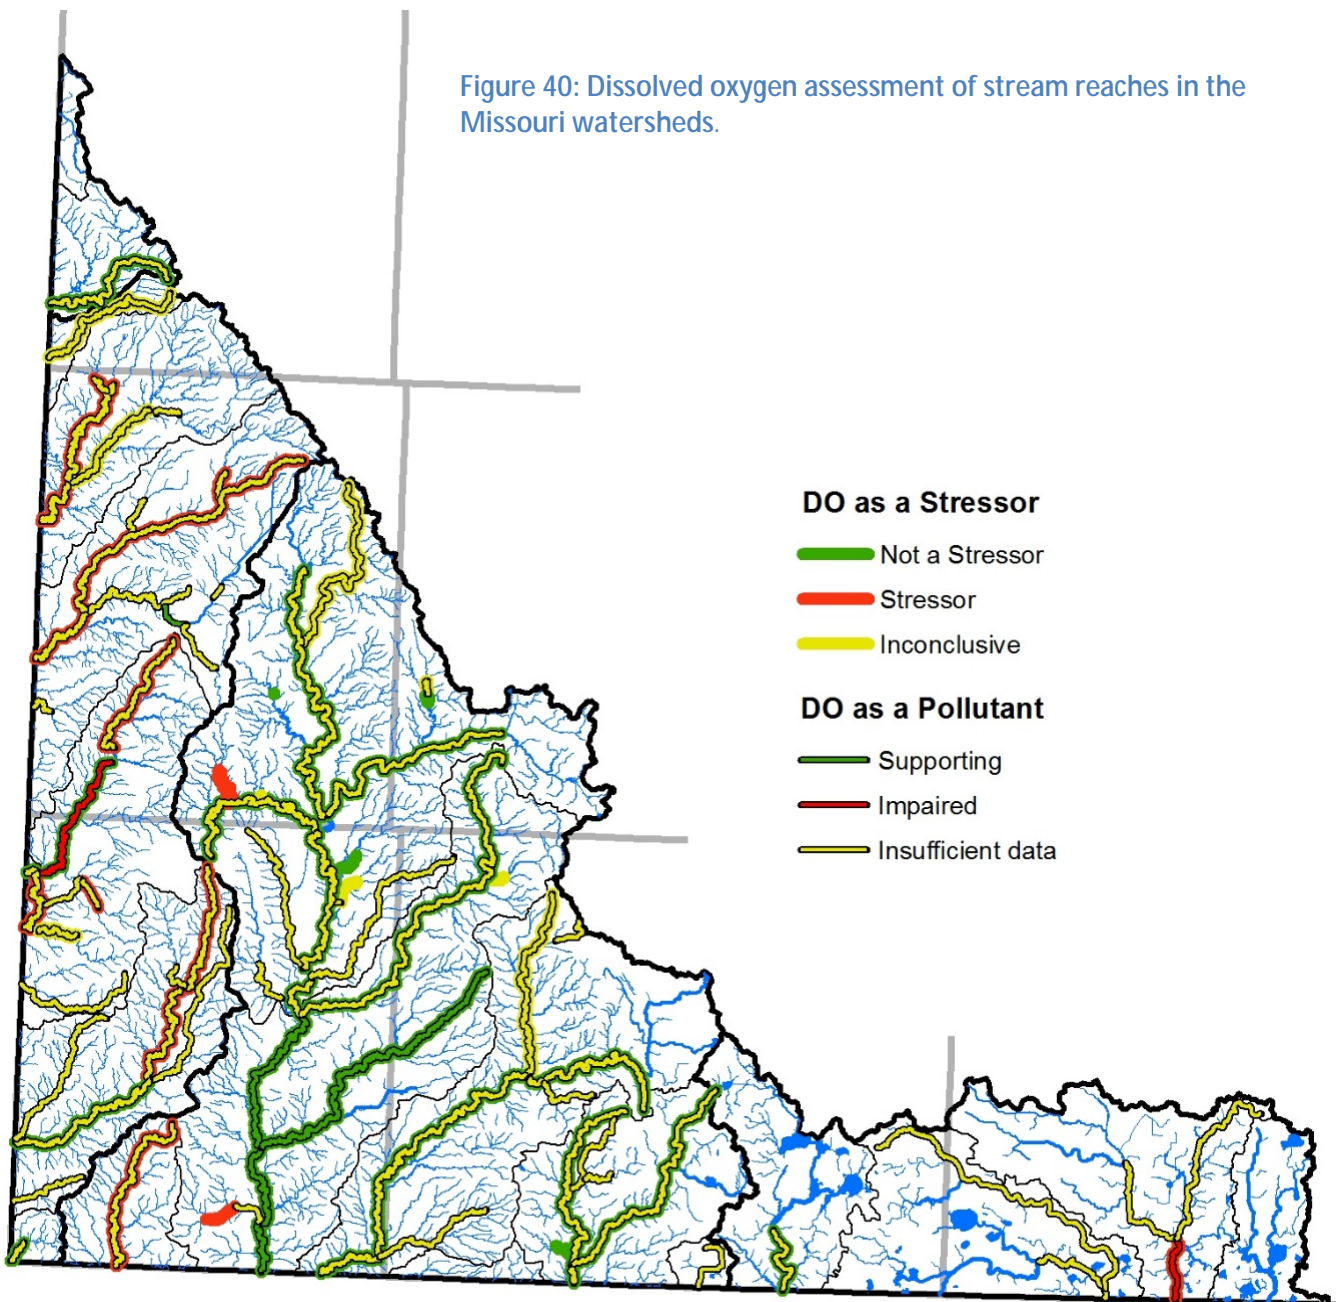 Figure 40: Dissolved oxygen assessment of stream reaches in the
Missouri watersheds.
DO as a Stressor
Not a Stressor
Stressor
Inconclusive
DO as a Pollutant
Supporting
Impaired
Insufficient data